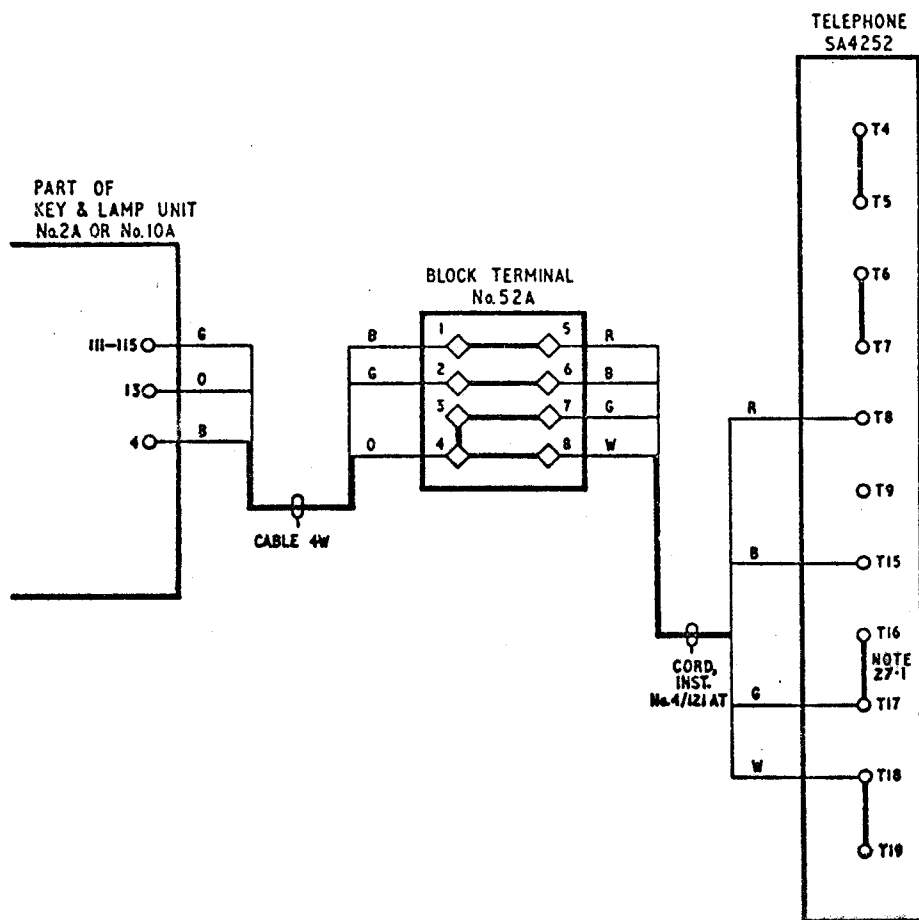 TELEPHONE
SA4252
T4
T5
T6
T7
T8
T9
T15
T16
NOTE
27·1
T17
T18
T19
PART OF
KEY & LAMP UNIT
No.2A OR No.10A
111-115
13
4
G
O
B
CABLE 4W
BLOCK TERMINAL
No.52A
B
G
O
1
2
3
4
5
6
7
8
R
B
G
W
CORD,
INST.
No.4/121AT
R
B
G
W